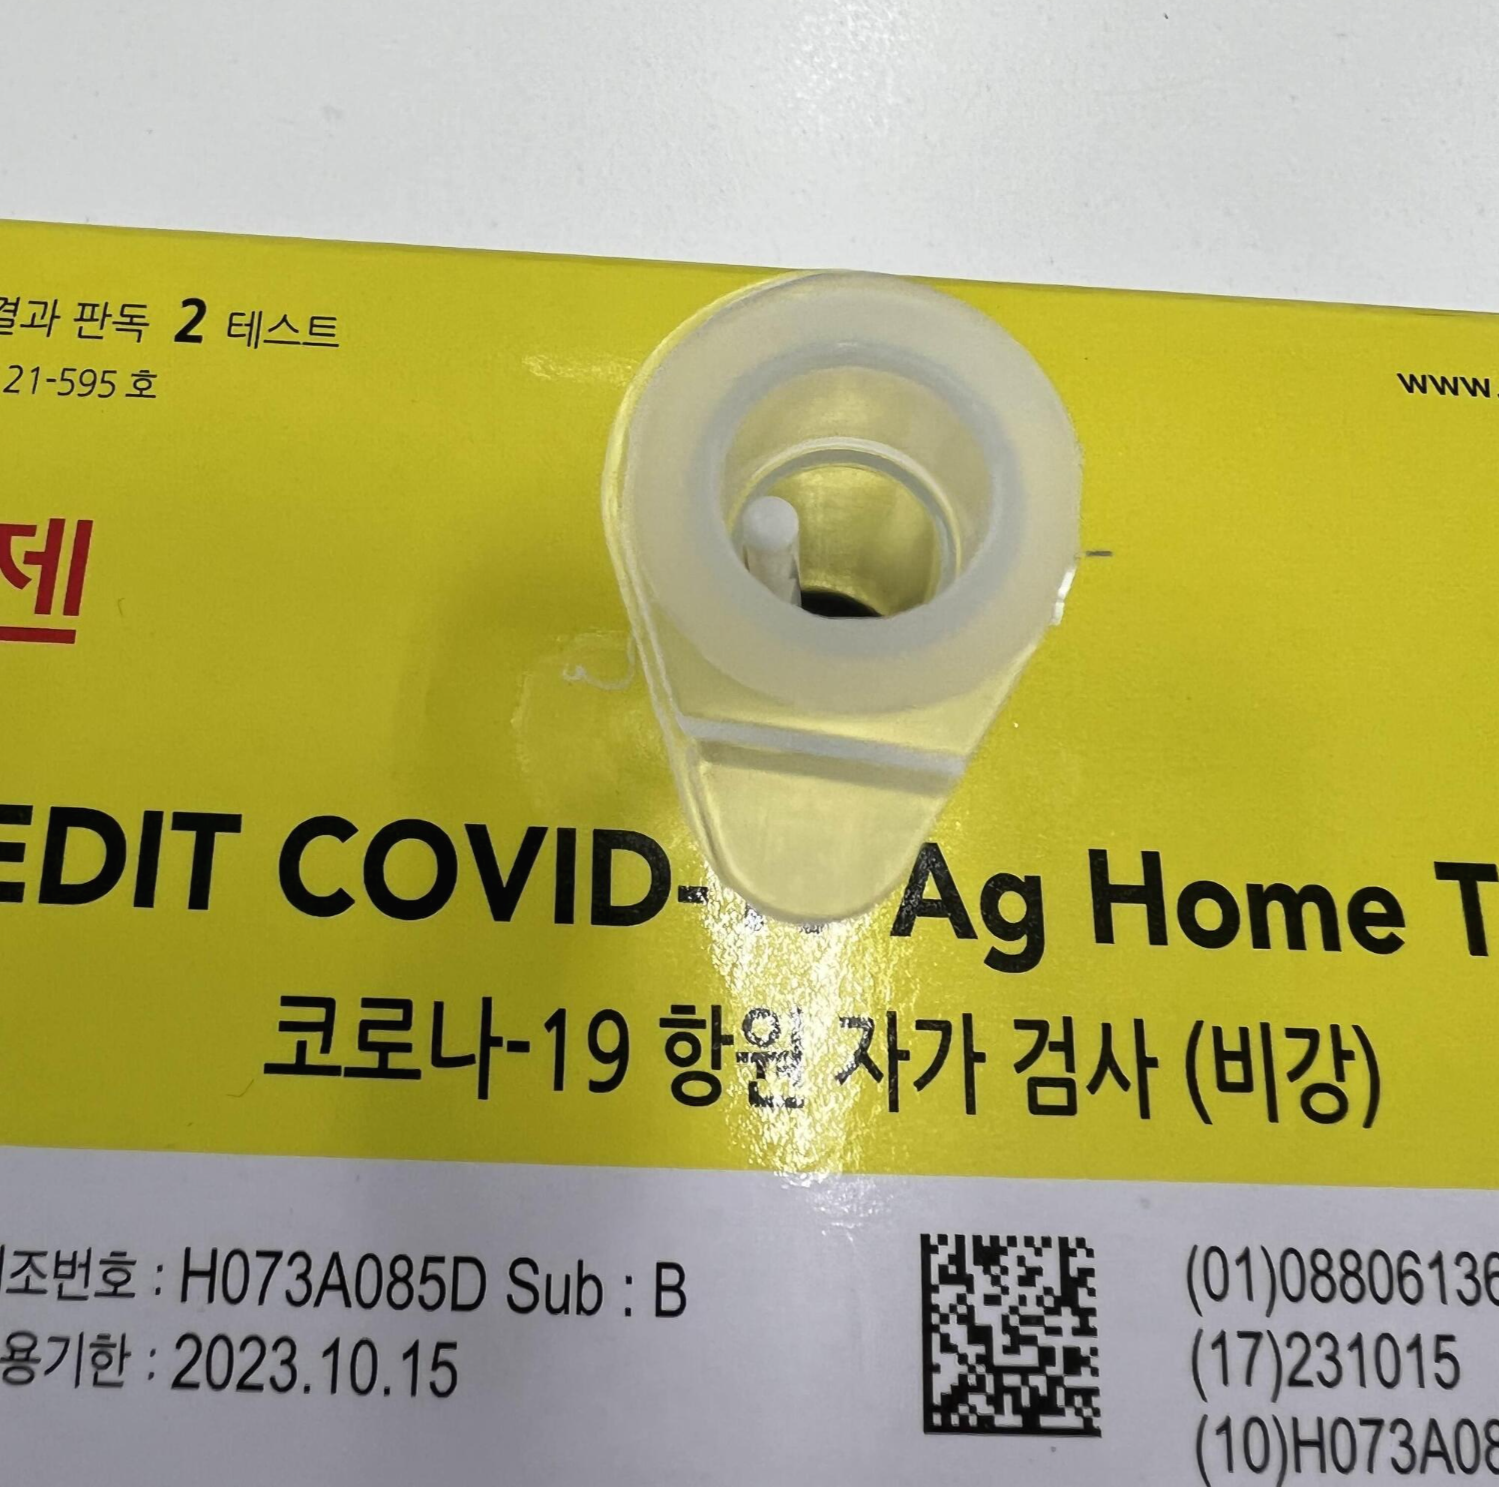 결과 판독 2 테스트
21-595 호
www.
제
EDIT COVID- Ag Home T
코로나-19 항원 자가 검사 (비강)
조번호 : H073A085D Sub : B
용기한 : 2023.10.15
(01)08806136
(17)231015
(10)H073A08